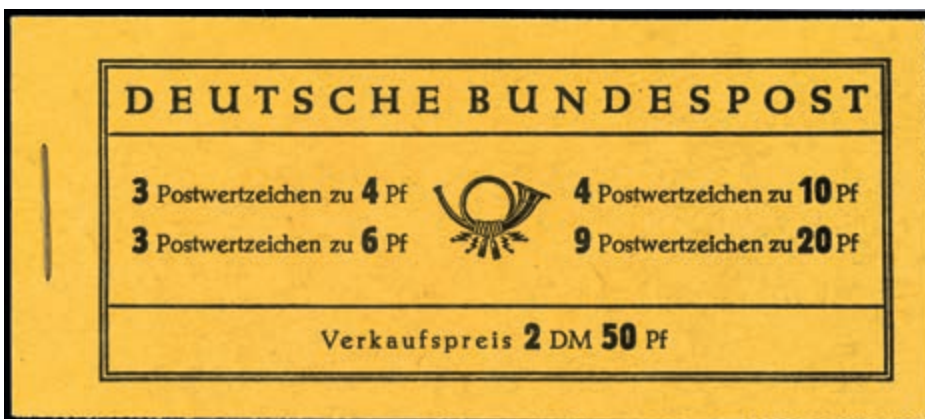 DEUTSCHE BUNDESPOST
3 Postwertzeichen zu 4 Pf
3 Postwertzeichen zu 6 Pf
4 Postwertzeichen zu 10 Pf
9 Postwertzeichen zu 20 Pf
Verkaufspreis 2 DM 50 Pf